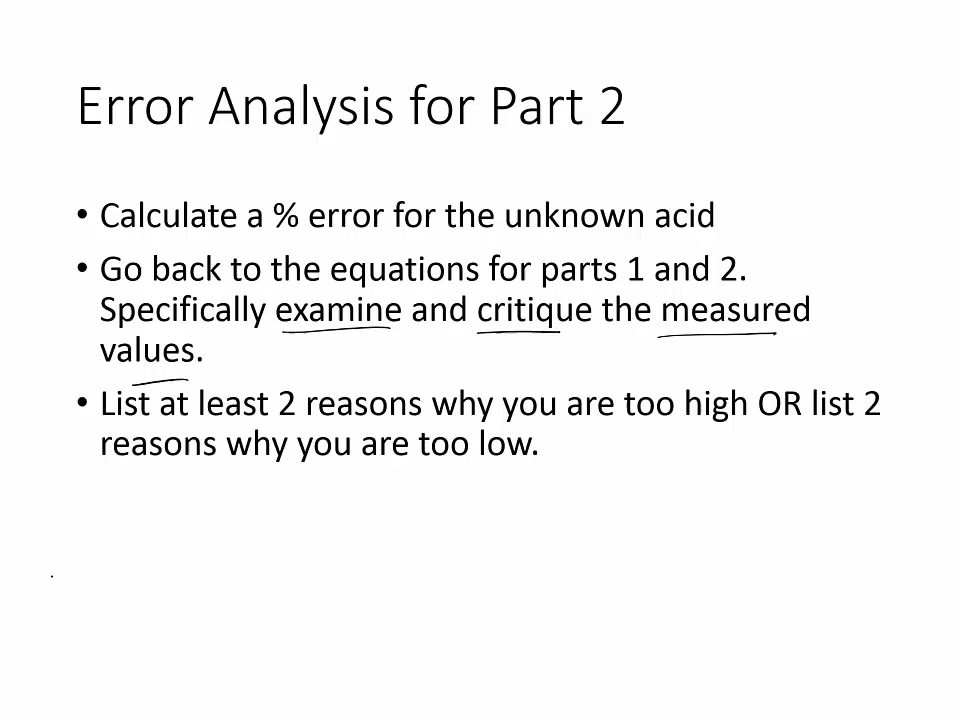 Error Analysis for Part 2
• Calculate a % error for the unknown acid
• Go back to the equations for parts 1 and 2.
Specifically examine and critique the measured
values.
• List at least 2 reasons why you are too high OR list 2
reasons why you are too low.